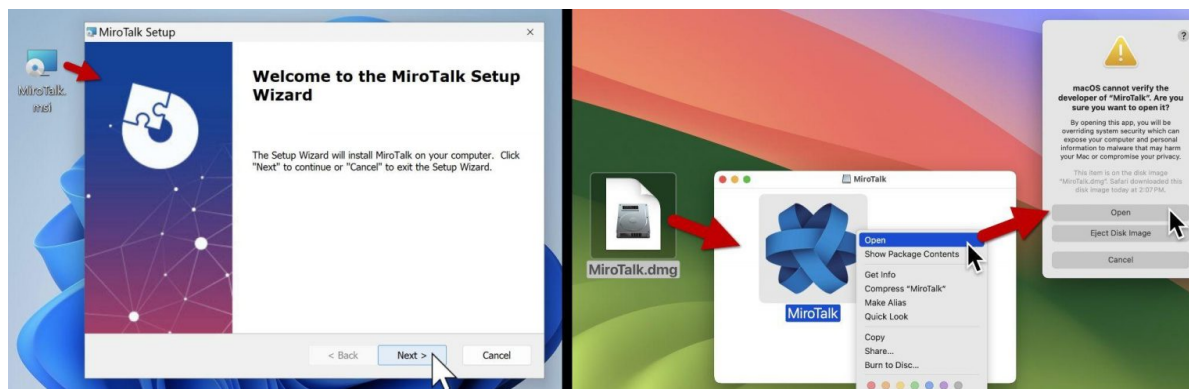 MiroTalk.
msi
MiroTalk Setup
Welcome to the MiroTalk Setup
Wizard
The Setup Wizard will install MiroTalk on your computer. Click
"Next" to continue or "Cancel" to exit the Setup Wizard.
< Back
Next >
Cancel
MiroTalk.dmg
MiroTalk
MiroTalk
Open
Show Package Contents
Get Info
Compress "MiroTalk"
Make Alias
Quick Look
Copy
Share...
Burn to Disc...
?
macOS cannot verify the
developer of “MiroTalk”. Are you
sure you want to open it?
By opening this app, you will be
overriding system security which can
expose your computer and personal
information to malware that may harm
your Mac or compromise your privacy.
This item is on the disk image
“MiroTalk.dmg”. Safari downloaded this
disk image today at 2:07 PM.
Open
Eject Disk Image
Cancel